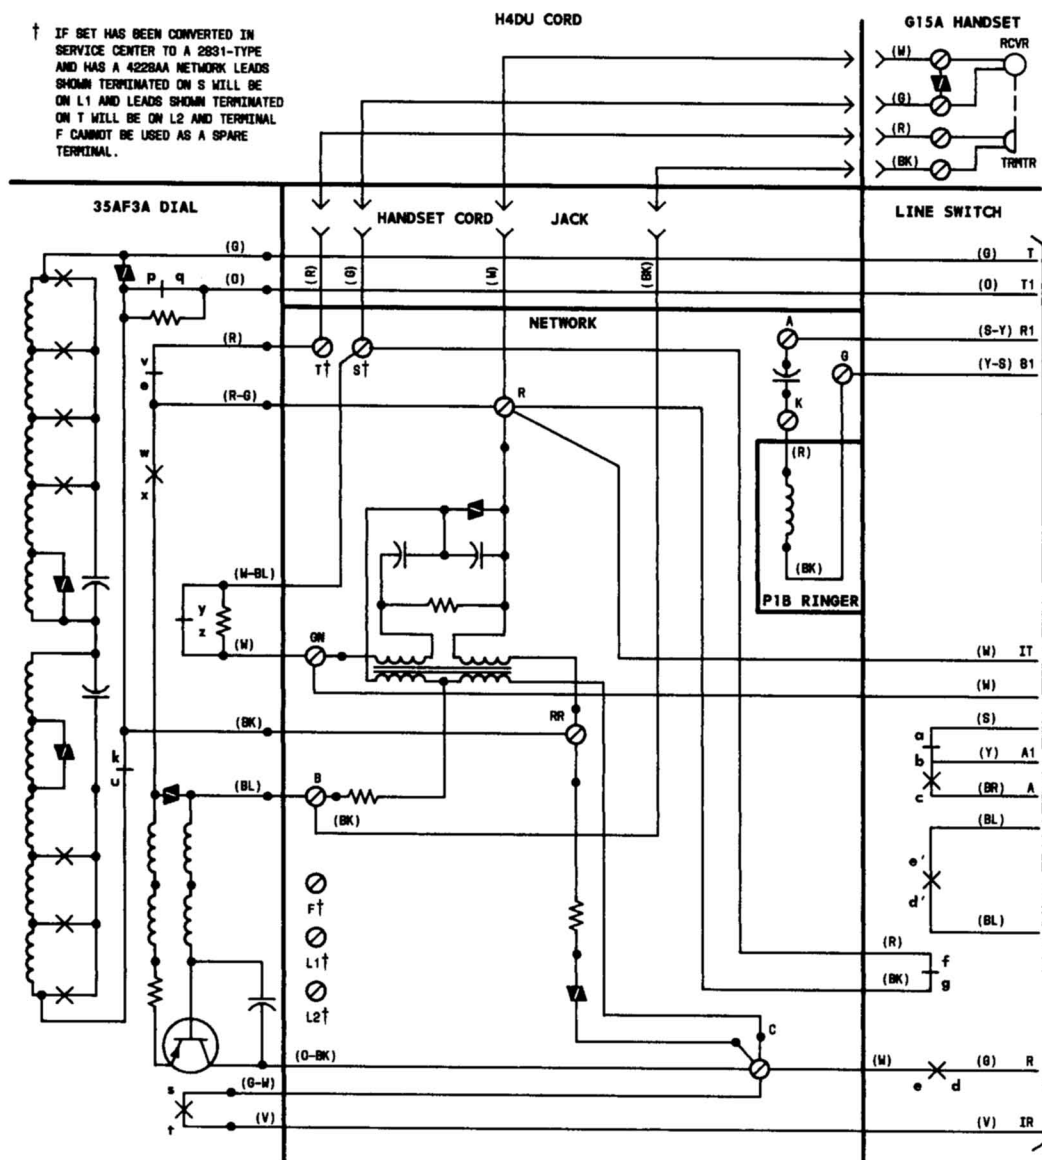 H4DU CORD
G15A HANDSET
† IF SET HAS BEEN CONVERTED IN
SERVICE CENTER TO A 2831-TYPE
AND HAS A 4228AA NETWORK LEADS
SHOWN TERMINATED ON S WILL BE
ON L1 AND LEADS SHOWN TERMINATED
ON T WILL BE ON L2 AND TERMINAL
F CANNOT BE USED AS A SPARE
TERMINAL.
(W)
RCVR
(G)
(R)
(BK)
TRMTR
35AF3A DIAL
HANDSET CORD JACK
LINE SWITCH
(G)
(R)
(G)
(W)
(BK)
(G) T
p q
(O)
(O) T1
NETWORK
A
(R)
(S-Y) R1
v
T†
S†
G
(Y-S) B1
e
(R-G)
R
K
w
(R)
x
(BK)
(W-BL)
P1B RINGER
y
z
(W)
GN
(W) IT
(W)
RR
(BK)
(S)
a
k
b
(Y) A1
u
B
(BL)
c
(BR) A
(BK)
(BL)
e'
F†
d'
(BL)
L1†
(R)
f
(BK)
g
L2†
C
(O-BK)
(W)
(G) R
e d
s
(G-W)
t
(V)
(V) IR